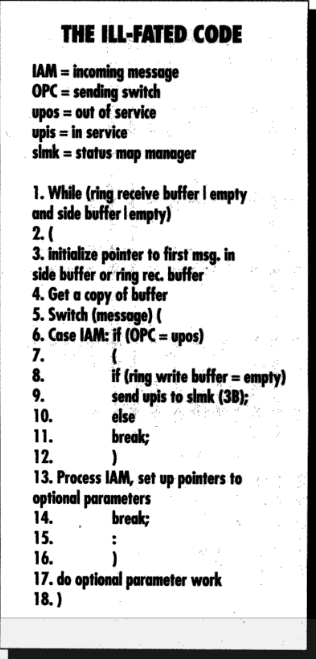 THE ILL-FATED CODE
IAM = incoming message
OPC = sending switch
upos = out of service
upis = in service
slmk = status map manager
1. While (ring receive buffer | empty
and side buffer | empty)
2. (
3. initialize pointer to first msg. in
side buffer or ring rec. buffer
4. Get a copy of buffer
5. Switch (message) (
6. Case IAM: if (OPC = upos)
7. (
8. if (ring write buffer = empty)
9. send upis to slmk (3B);
10. else
11. break;
12. )
13. Process IAM, set up pointers to
optional parameters
14. break;
15. :
16. )
17. do optional parameter work
18. )